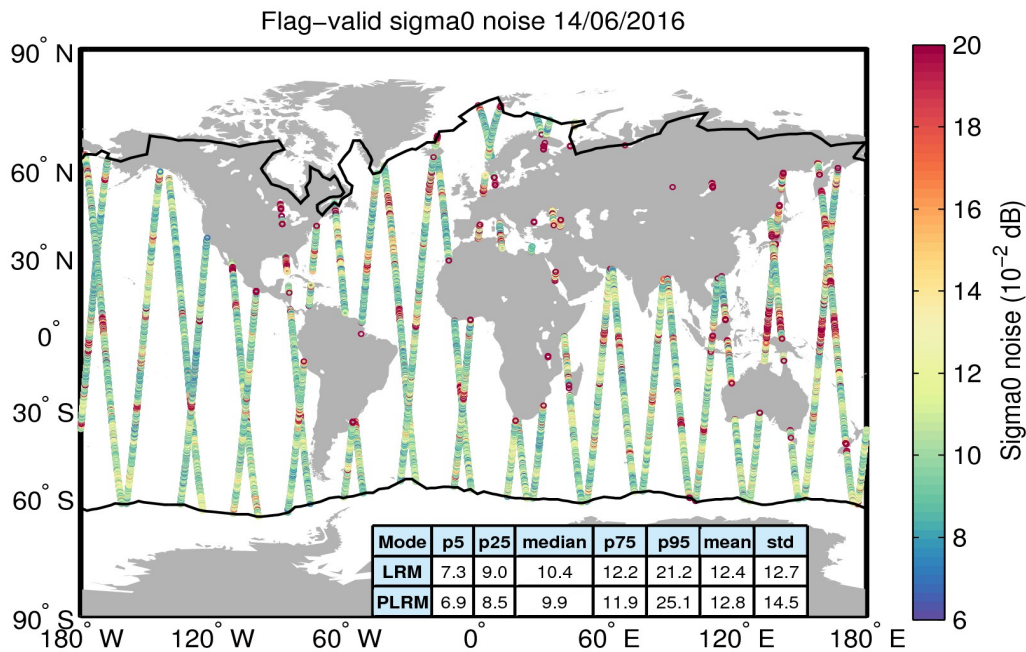 Flag−valid sigma0 noise 14/06/2016
90° N
60° N
30° N
0°
30° S
60° S
90° S
180° W 120° W 60° W 0° 60° E 120° E 180° E
Mode p5 p25 median p75 p95 mean std
LRM 7.3 9.0 10.4 12.2 21.2 12.4 12.7
PLRM 6.9 8.5 9.9 11.9 25.1 12.8 14.5
20
18
16
14
12
10
8
6
Sigma0 noise (10⁻² dB)